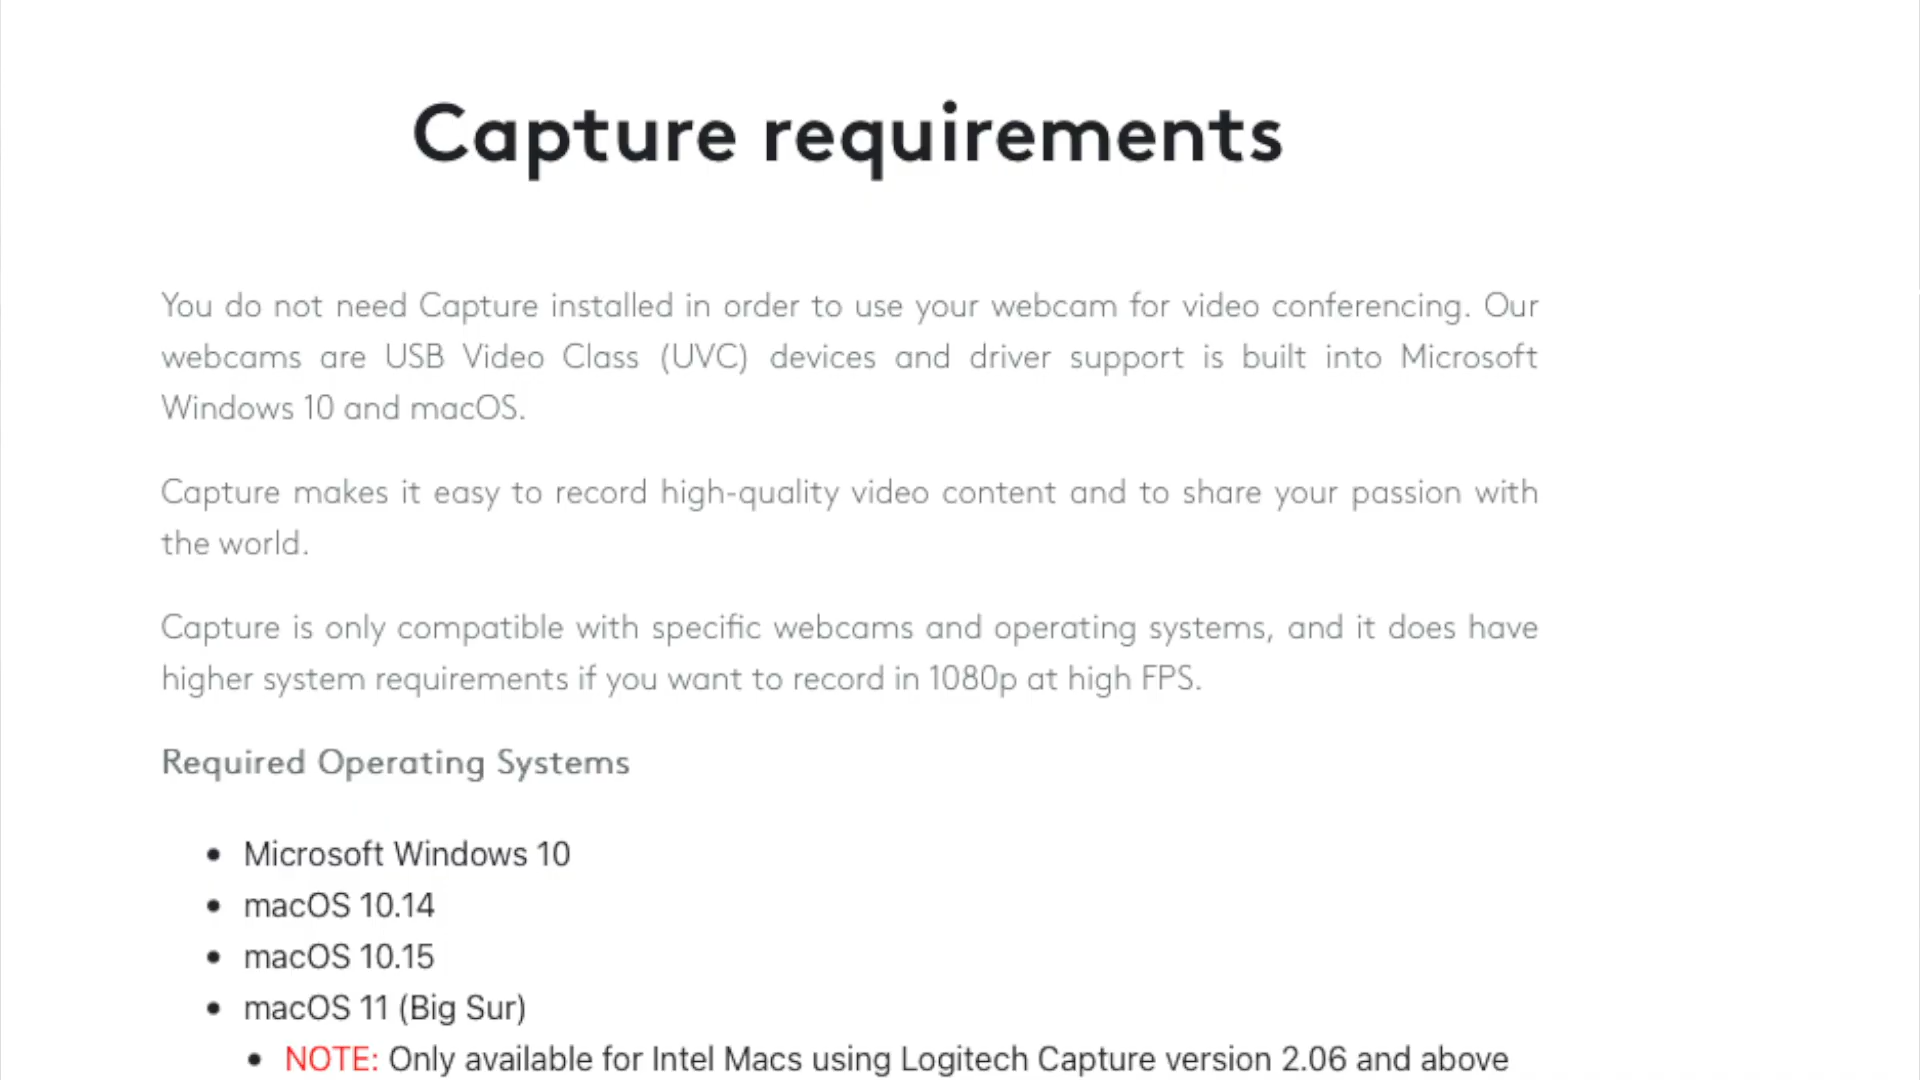 Capture requirements
You do not need Capture installed in order to use your webcam for video conferencing. Our
webcams are USB Video Class (UVC) devices and driver support is built into Microsoft
Windows 10 and macOS.
Capture makes it easy to record high-quality video content and to share your passion with
the world.
Capture is only compatible with specific webcams and operating systems, and it does have
higher system requirements if you want to record in 1080p at high FPS.
Required Operating Systems
• Microsoft Windows 10
• macOS 10.14
• macOS 10.15
• macOS 11 (Big Sur)
• NOTE: Only available for Intel Macs using Logitech Capture version 2.06 and above